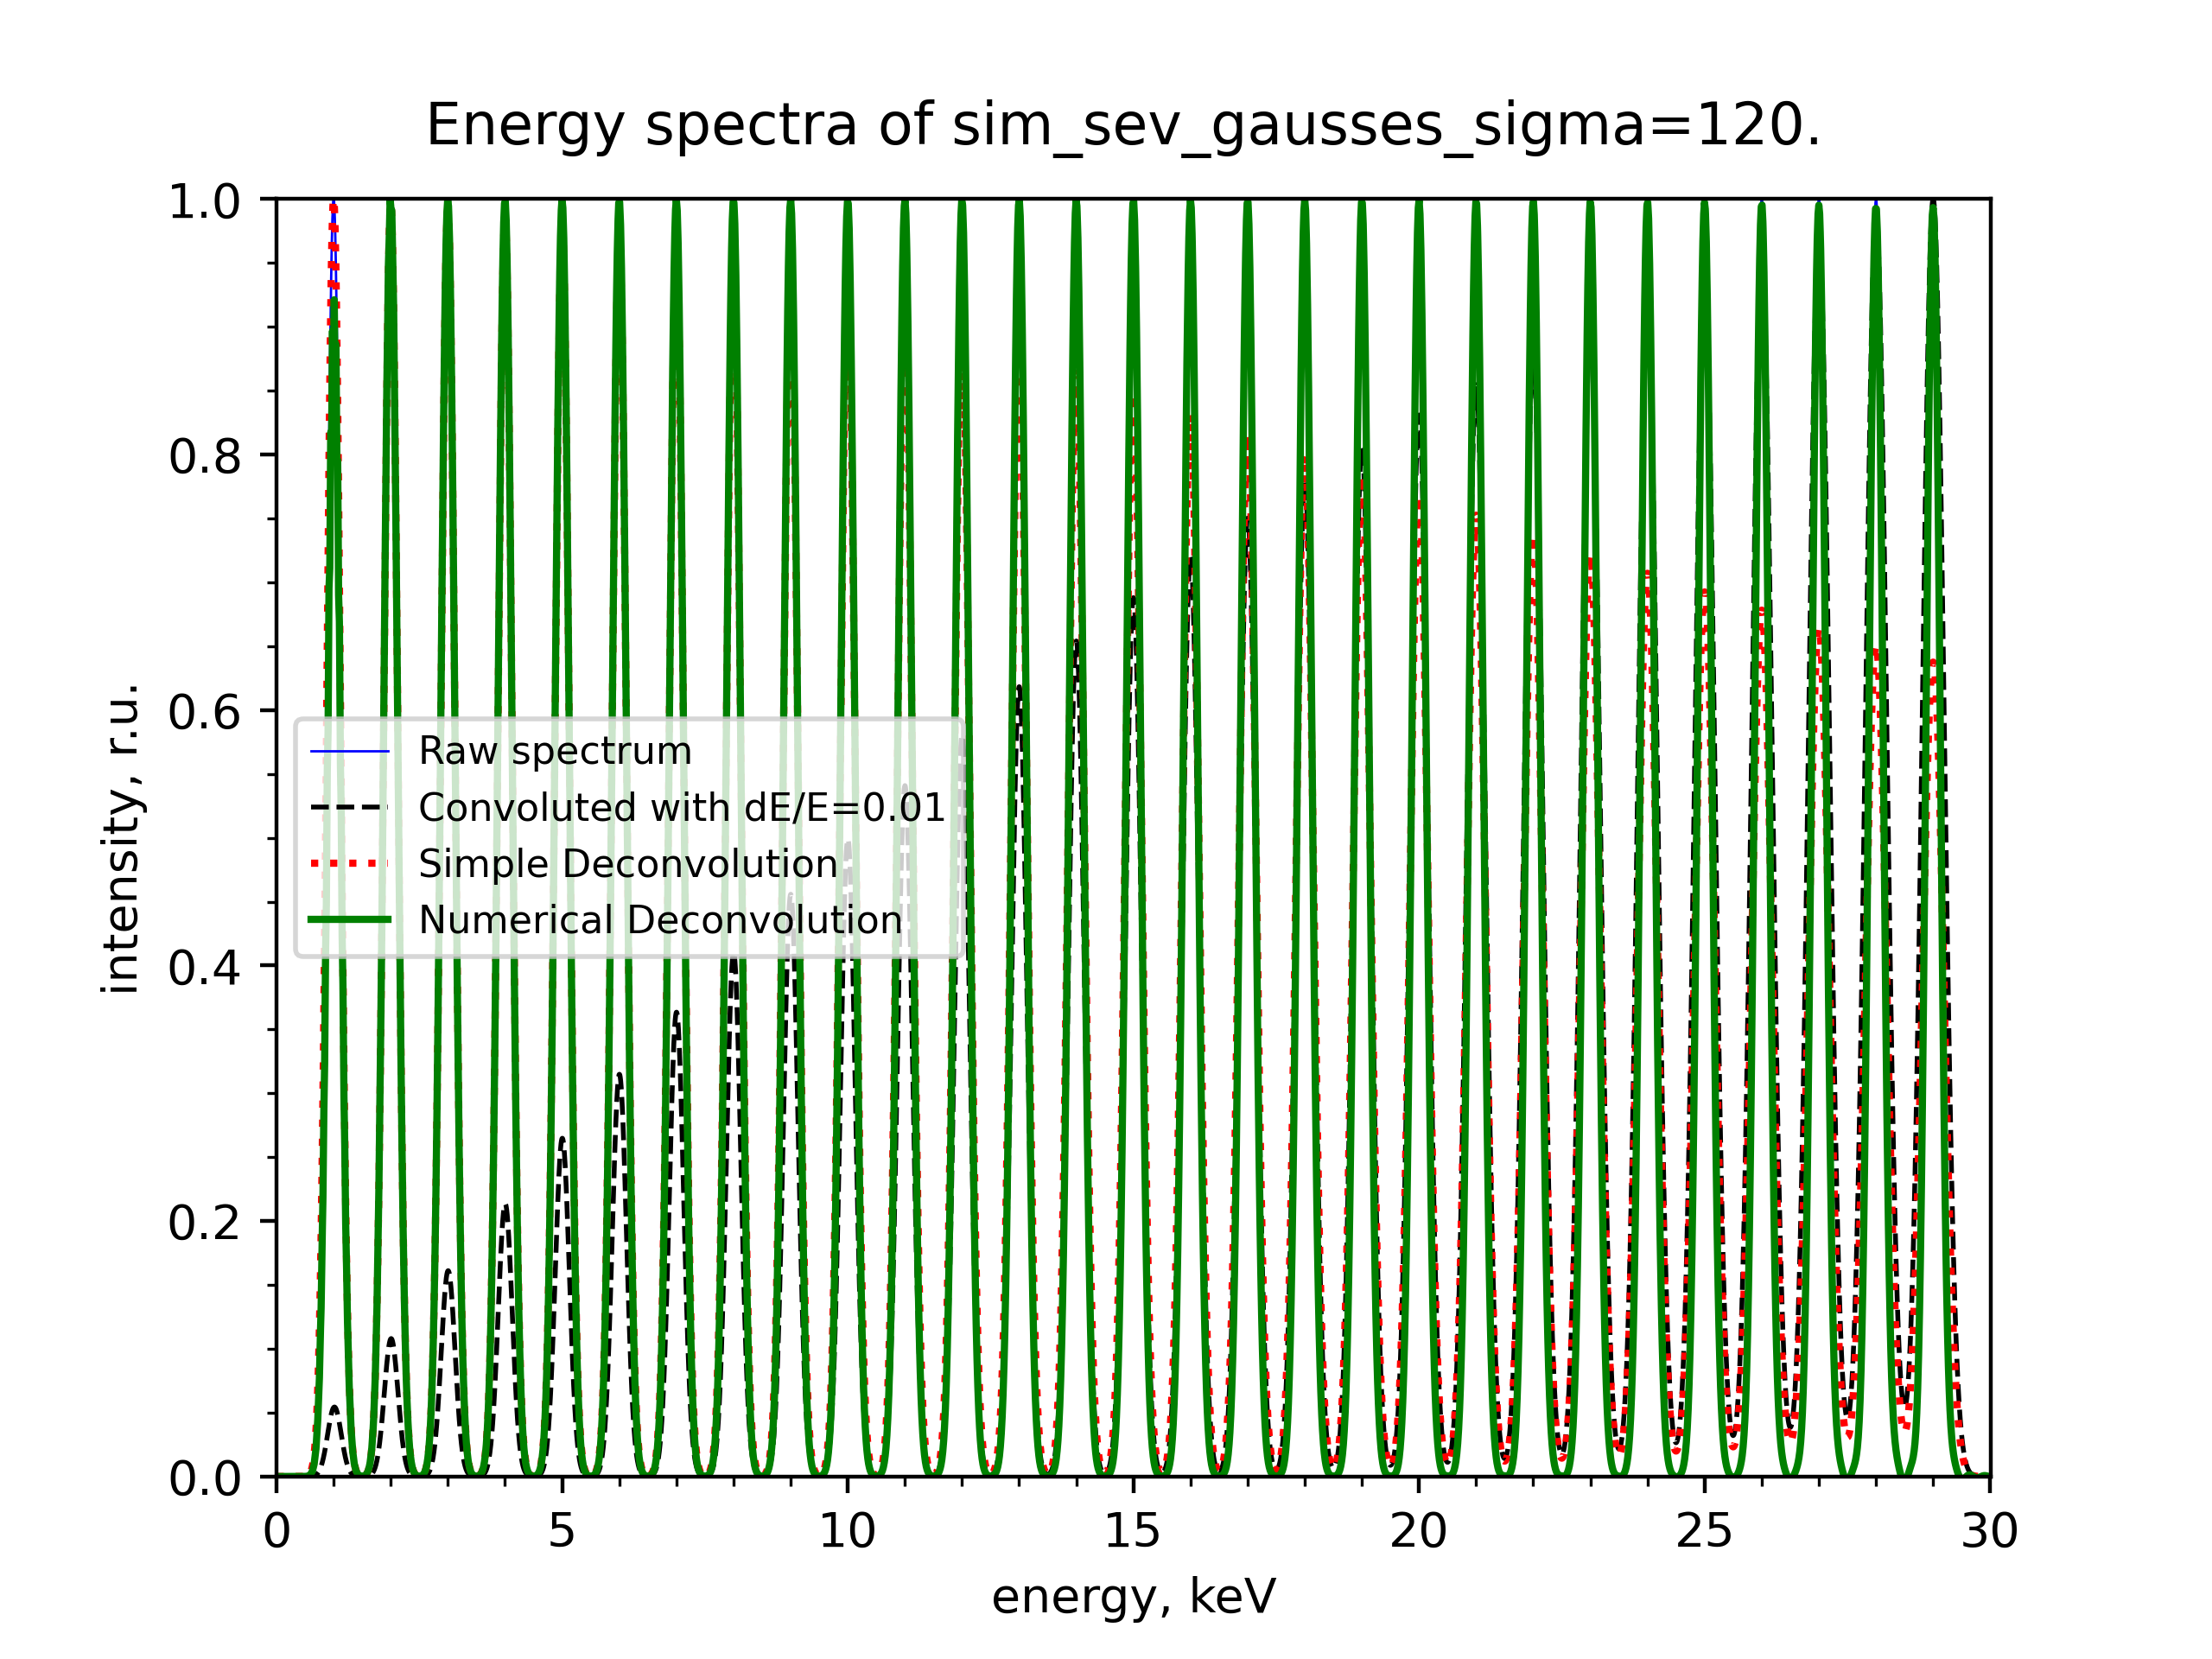 Energy spectra of sim_sev_gausses_sigma=120.
1.0
0.8
0.6
0.4
0.2
0.0
intensity, r.u.
Raw spectrum
Convoluted with dE/E=0.01
Simple Deconvolution
Numerical Deconvolution
0 5 10 15 20 25 30
energy, keV